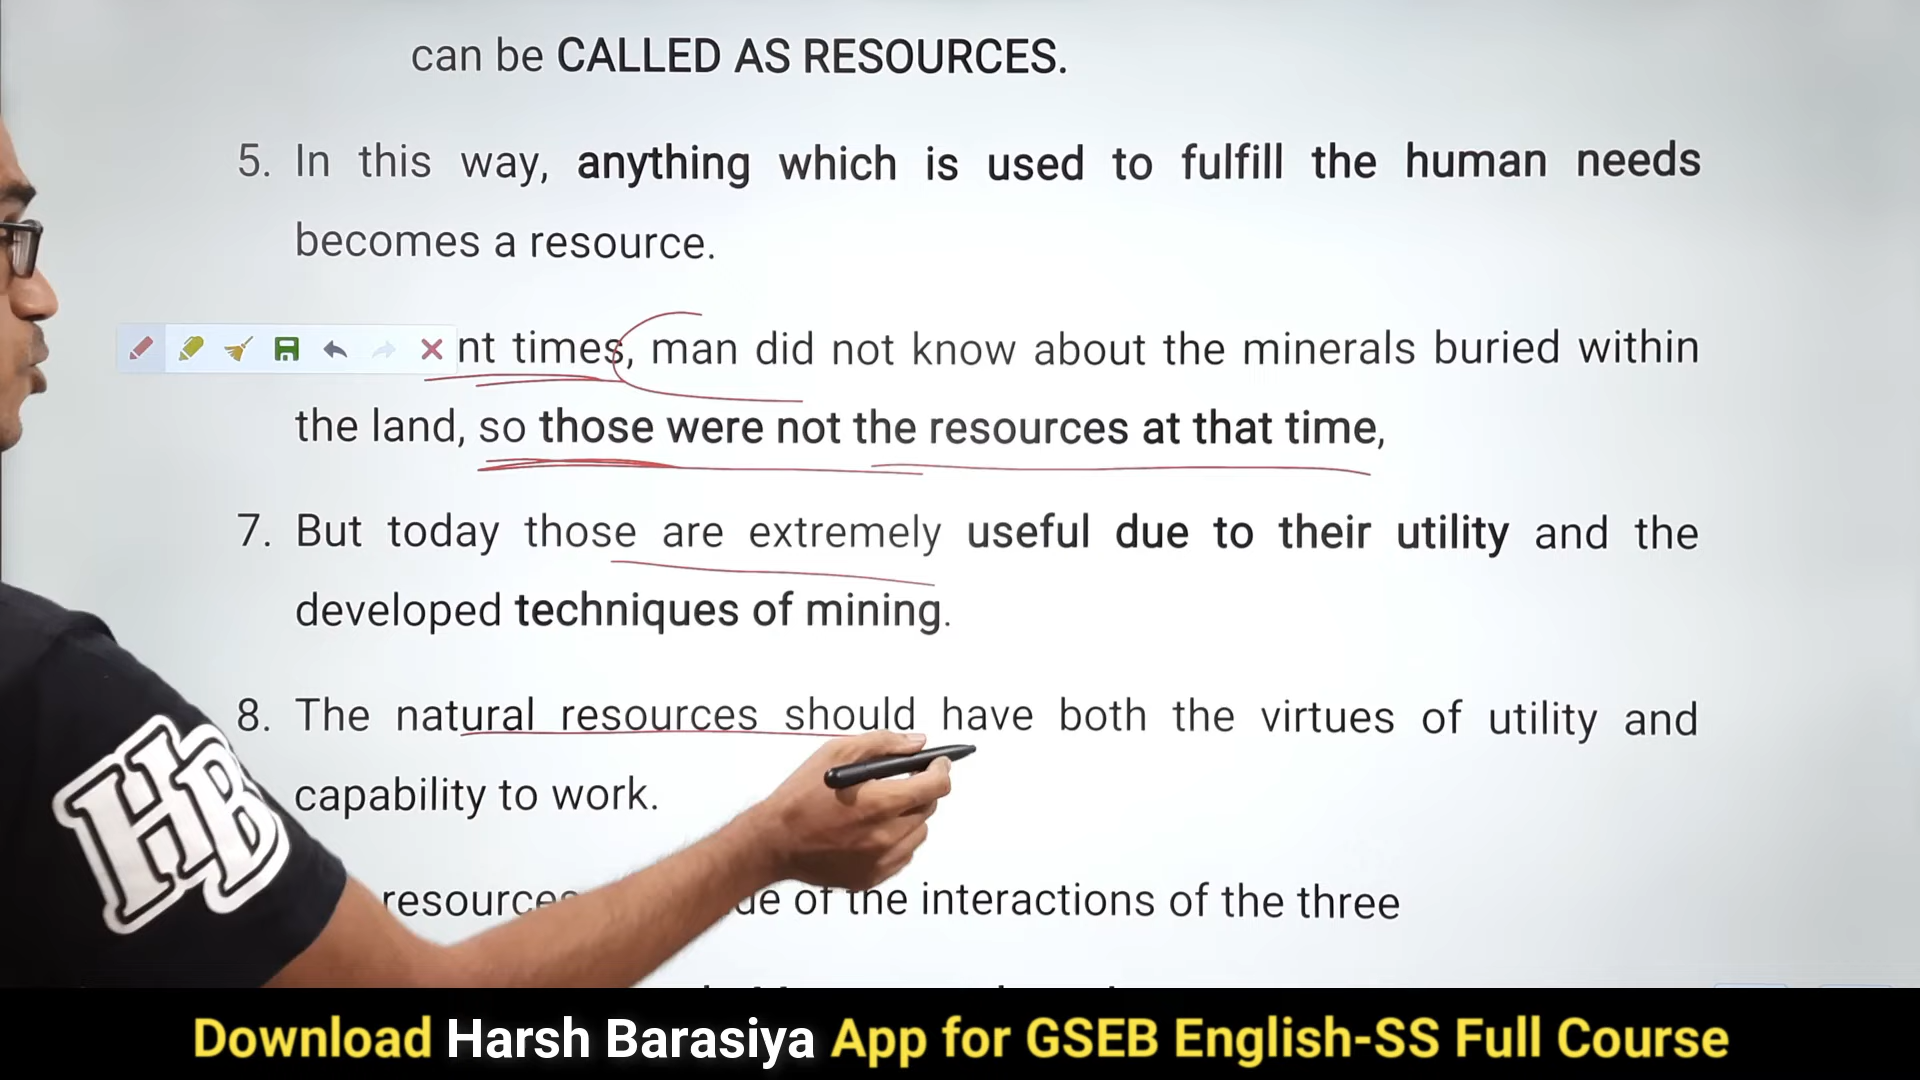 can be CALLED AS RESOURCES.
5. In this way, anything which is used to fulfill the human needs
becomes a resource.
nt times, man did not know about the minerals buried within
the land, so those were not the resources at that time,
7. But today those are extremely useful due to their utility and the
developed techniques of mining.
8. The natural resources should have both the virtues of utility and
capability to work.
HB
of the interactions of the three
Download Harsh Barasiya App for GSEB English-SS Full Course